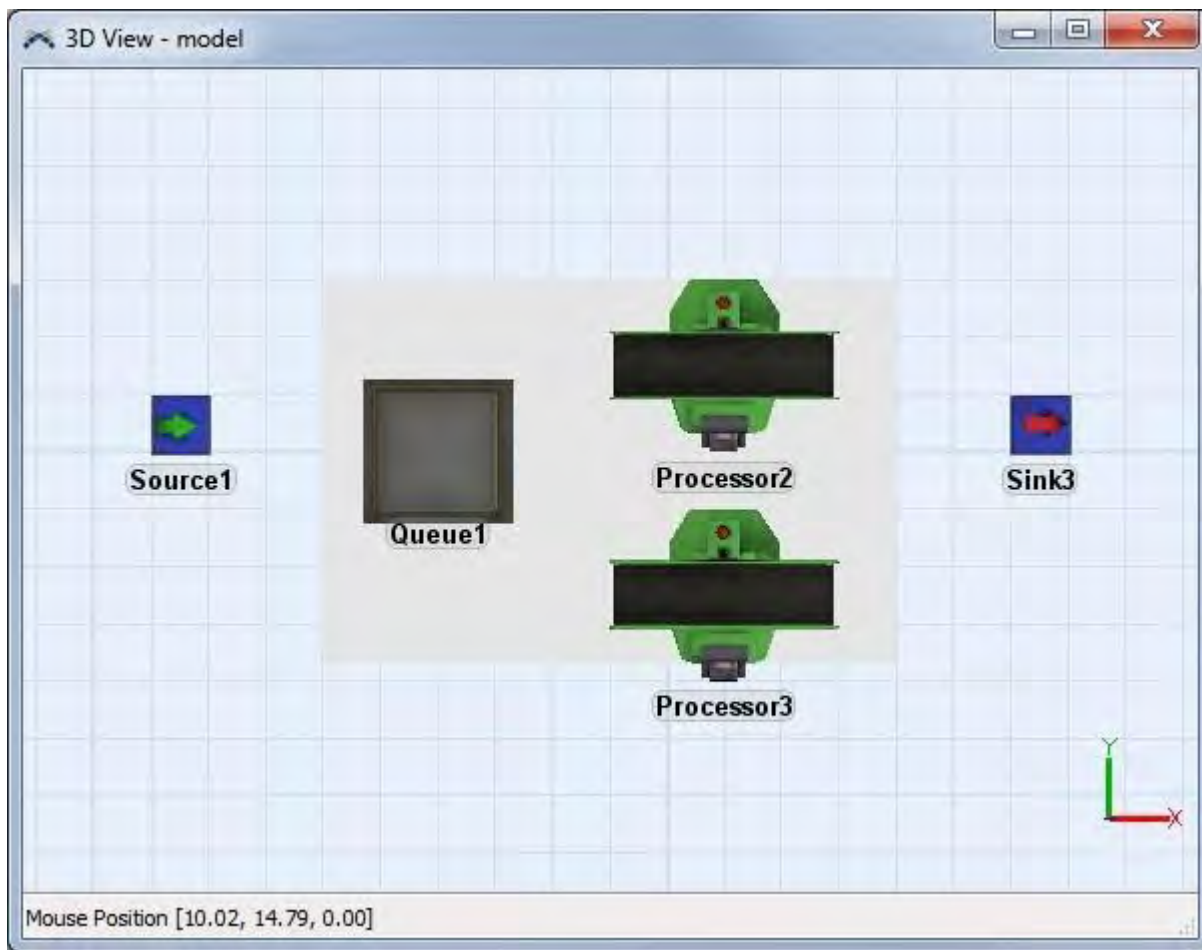 3D View - model
Source1
Queue1
Processor2
Sink3
Processor3
Y
X
Mouse Position [10.02, 14.79, 0.00]